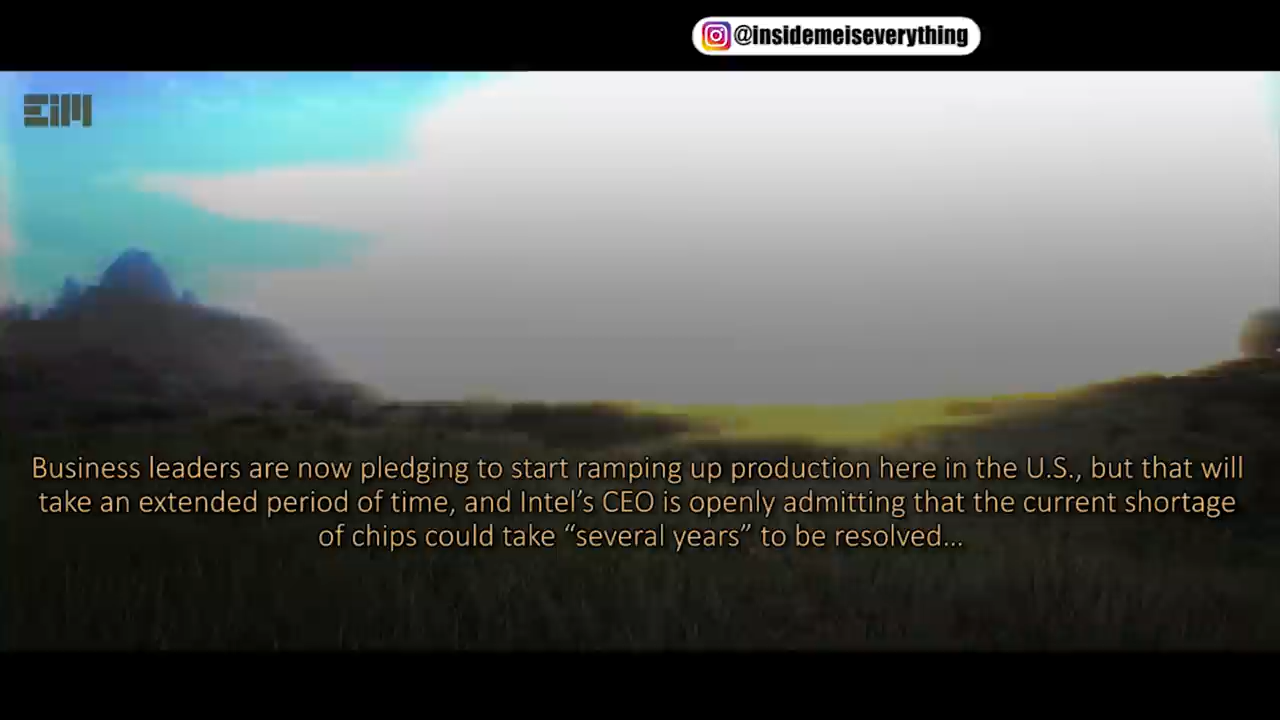 @insidemeiseverything
EiM
Business leaders are now pledging to start ramping up production here in the U.S., but that will
take an extended period of time, and Intel’s CEO is openly admitting that the current shortage
of chips could take “several years” to be resolved...